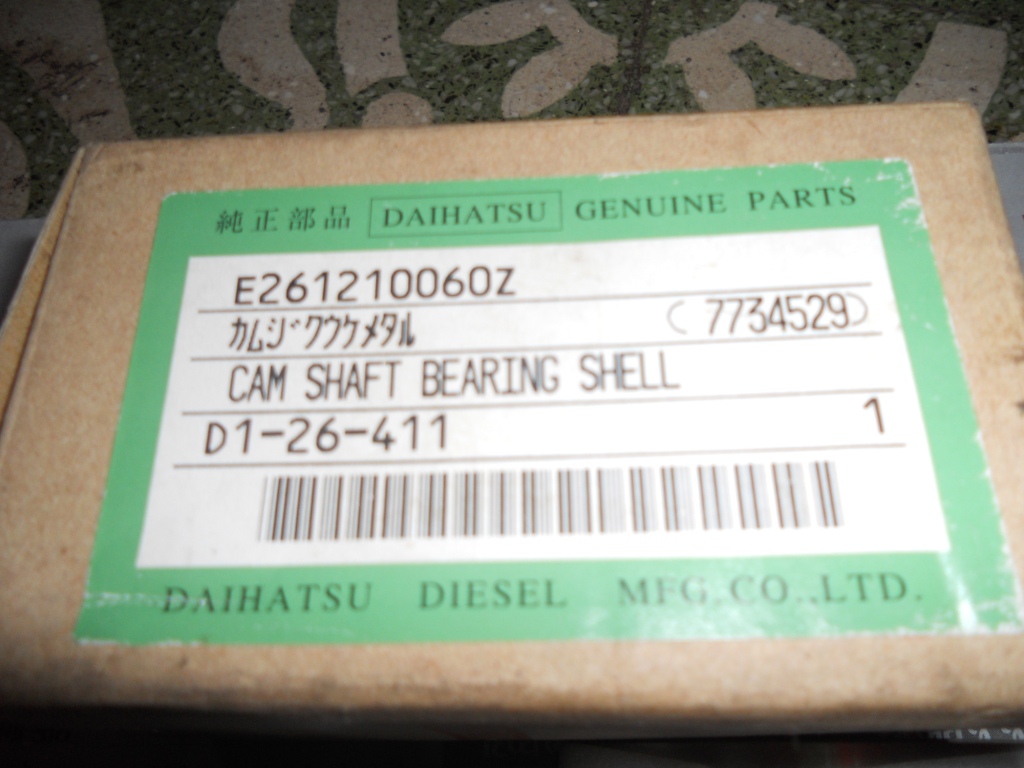 純正部品 DAIHATSU GENUINE PARTS
E261210060Z
カムジクウケメタル (7734529)
CAM SHAFT BEARING SHELL
D1-26-411 1
DAIHATSU DIESEL MFG.CO.,LTD.